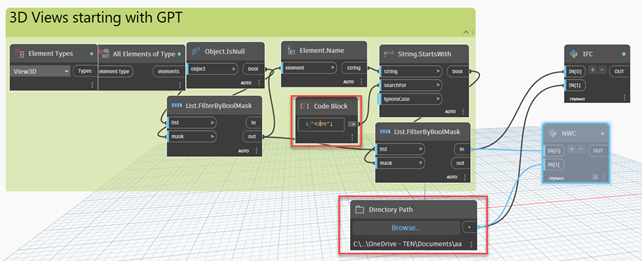 3D Views starting with GPT
Element Types
View3D Types
All Elements of Type
element type elements
Object.IsNull
object > bool
AUTO
Element.Name
element > string
AUTO
String.StartsWith
string > bool
searchFor >
ignoreCase >
AUTO
List.FilterByBoolMask
list > in
mask > out
AUTO
Code Block
1
List.FilterByBoolMask
list > in
mask > out
AUTO
IFC
IN[0] + - OUT
IN[1]
CPython3
NWC
IN[0] + - OUT
IN[1]
CPython3
Directory Path
Browse... >
C:\...\OneDrive - TEN\Documents\aa